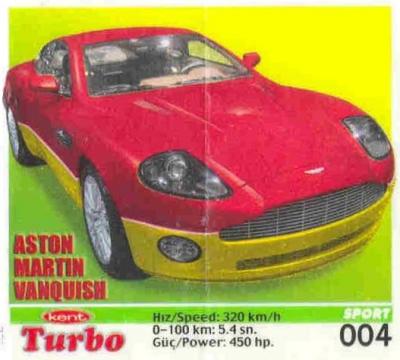 ASTON
MARTIN
VANQUISH
kent
Turbo
Hız/Speed: 320 km/h
0-100 km: 5.4 sn.
Güç/Power: 450 hp.
SPORT
004